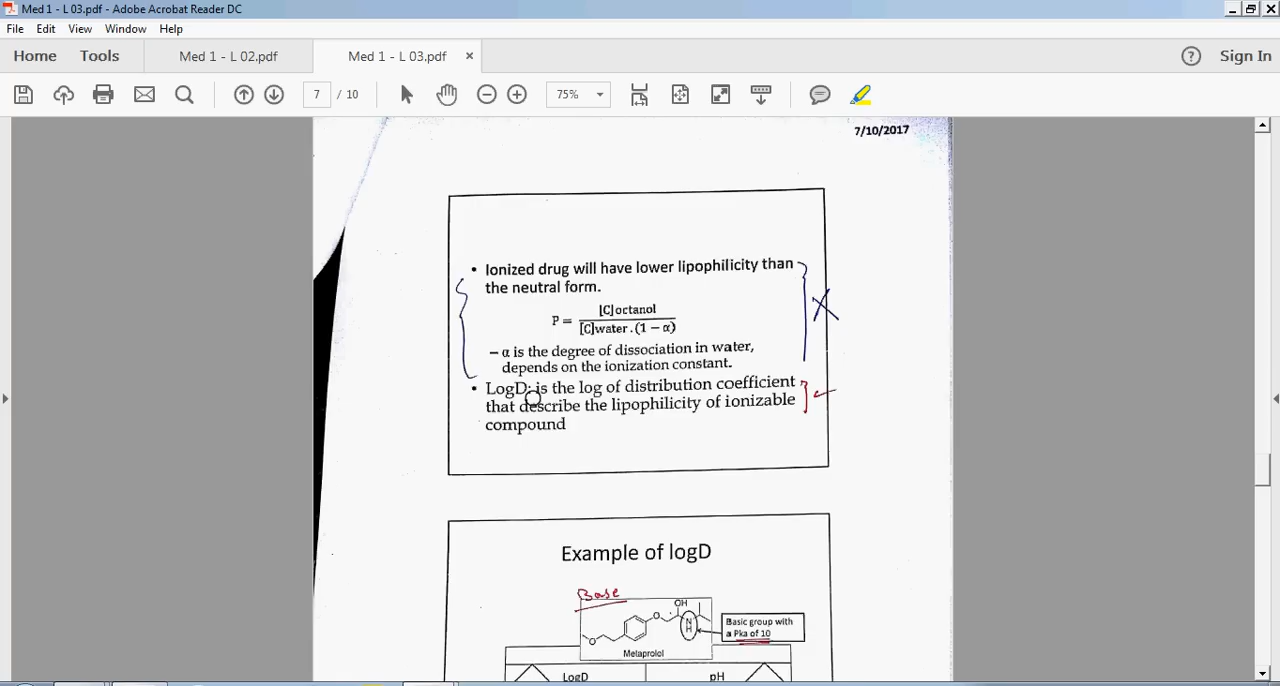 Med 1 - L 03.pdf - Adobe Acrobat Reader DC
File Edit View Window Help
Home Tools Med 1 - L 02.pdf Med 1 - L 03.pdf × ? Sign In
7 / 10 75%
7/10/2017
• Ionized drug will have lower lipophilicity than
the neutral form.
P = [C]octanol / [C]water . (1 − α)
– α is the degree of dissociation in water,
depends on the ionization constant.
• LogD: is the log of distribution coefficient
that describe the lipophilicity of ionizable
compound
Example of logD
Base
OH
O
N
H
O
Basic group with
a Pka of 10
Metaprolol
LogD pH